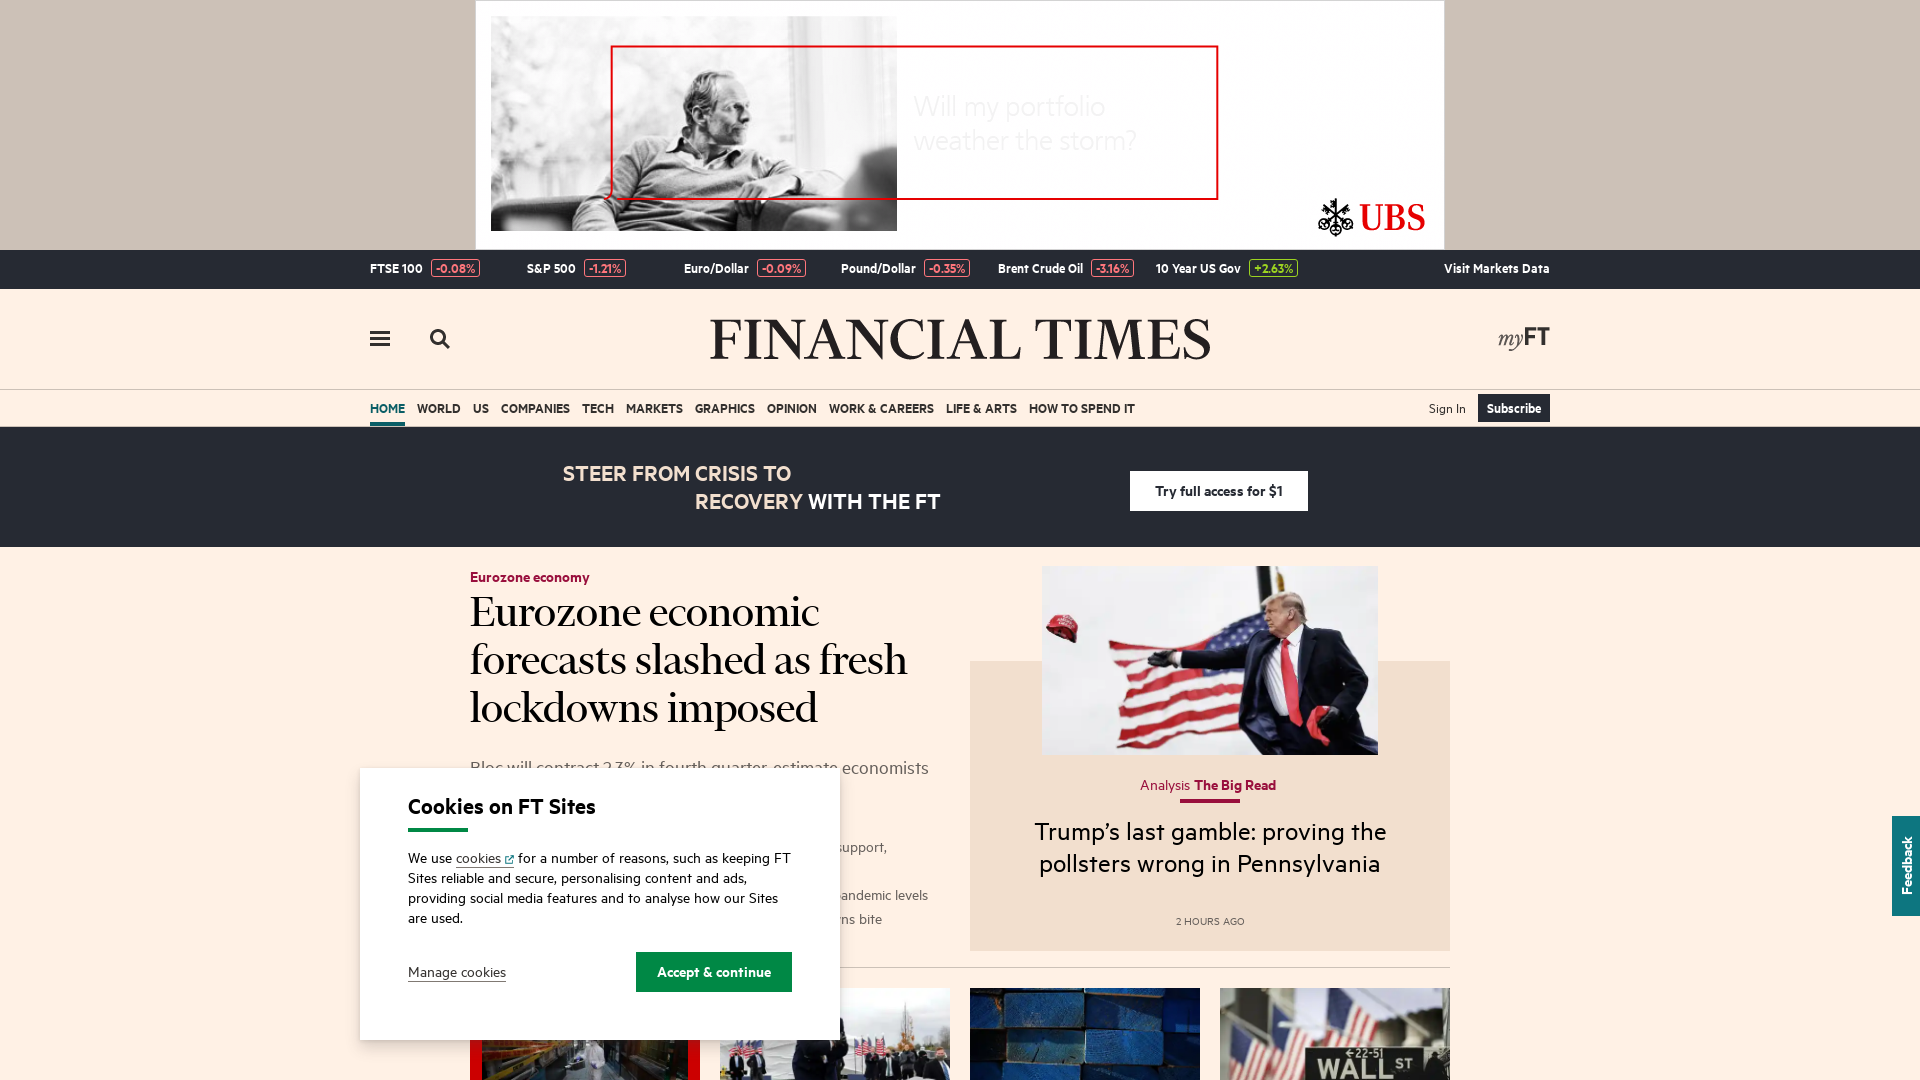 Will my portfolio
weather the storm?
UBS
FTSE 100 -0.08% S&P 500 -1.21% Euro/Dollar -0.09% Pound/Dollar -0.35% Brent Crude Oil -3.16% 10 Year US Gov +2.63% Visit Markets Data
FINANCIAL TIMES
myFT
HOME WORLD US COMPANIES TECH MARKETS GRAPHICS OPINION WORK & CAREERS LIFE & ARTS HOW TO SPEND IT Sign In Subscribe
STEER FROM CRISIS TO
RECOVERY WITH THE FT
Try full access for $1
Eurozone economy
Eurozone economic
forecasts slashed as fresh
lockdowns imposed
Bloc will contract 2.3% in fourth quarter, estimate economists
support,
pandemic levels
bite
Analysis The Big Read
Trump’s last gamble: proving the
pollsters wrong in Pennsylvania
2 HOURS AGO
Cookies on FT Sites
We use cookies for a number of reasons, such as keeping FT
Sites reliable and secure, personalising content and ads,
providing social media features and to analyse how our Sites
are used.
Manage cookies
Accept & continue
Feedback
22-51
WALL ST